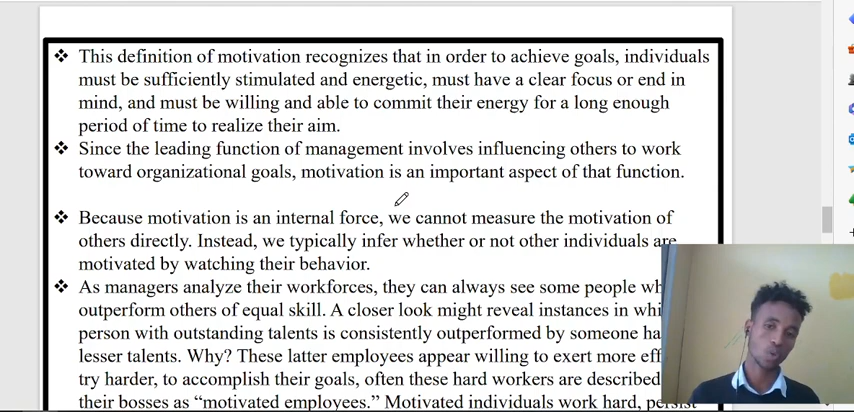 ❖ This definition of motivation recognizes that in order to achieve goals, individuals
must be sufficiently stimulated and energetic, must have a clear focus or end in
mind, and must be willing and able to commit their energy for a long enough
period of time to realize their aim.
❖ Since the leading function of management involves influencing others to work
toward organizational goals, motivation is an important aspect of that function.
❖ Because motivation is an internal force, we cannot measure the motivation of
others directly. Instead, we typically infer whether or not other individuals are
motivated by watching their behavior.
❖ As managers analyze their workforces, they can always see some people wh
outperform others of equal skill. A closer look might reveal instances in whi
person with outstanding talents is consistently outperformed by someone ha
lesser talents. Why? These latter employees appear willing to exert more eff
try harder, to accomplish their goals, often these hard workers are described
their bosses as “motivated employees.” Motivated individuals work hard, persist